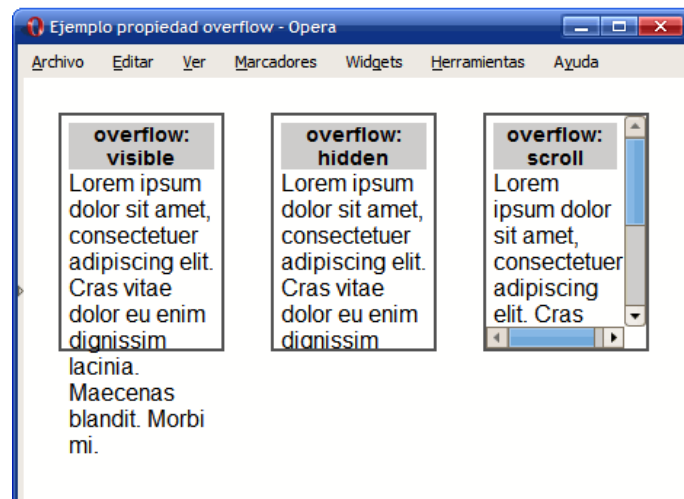 Ejemplo propiedad overflow - Opera
Archivo Editar Ver Marcadores Widgets Herramientas Ayuda
overflow:
visible
Lorem ipsum
dolor sit amet,
consectetuer
adipiscing elit.
Cras vitae
dolor eu enim
dignissim
lacinia.
Maecenas
blandit. Morbi
mi.
overflow:
hidden
Lorem ipsum
dolor sit amet,
consectetuer
adipiscing elit.
Cras vitae
dolor eu enim
dignissim
overflow:
scroll
Lorem
ipsum dolor
sit amet,
consectetuer
adipiscing
elit. Cras